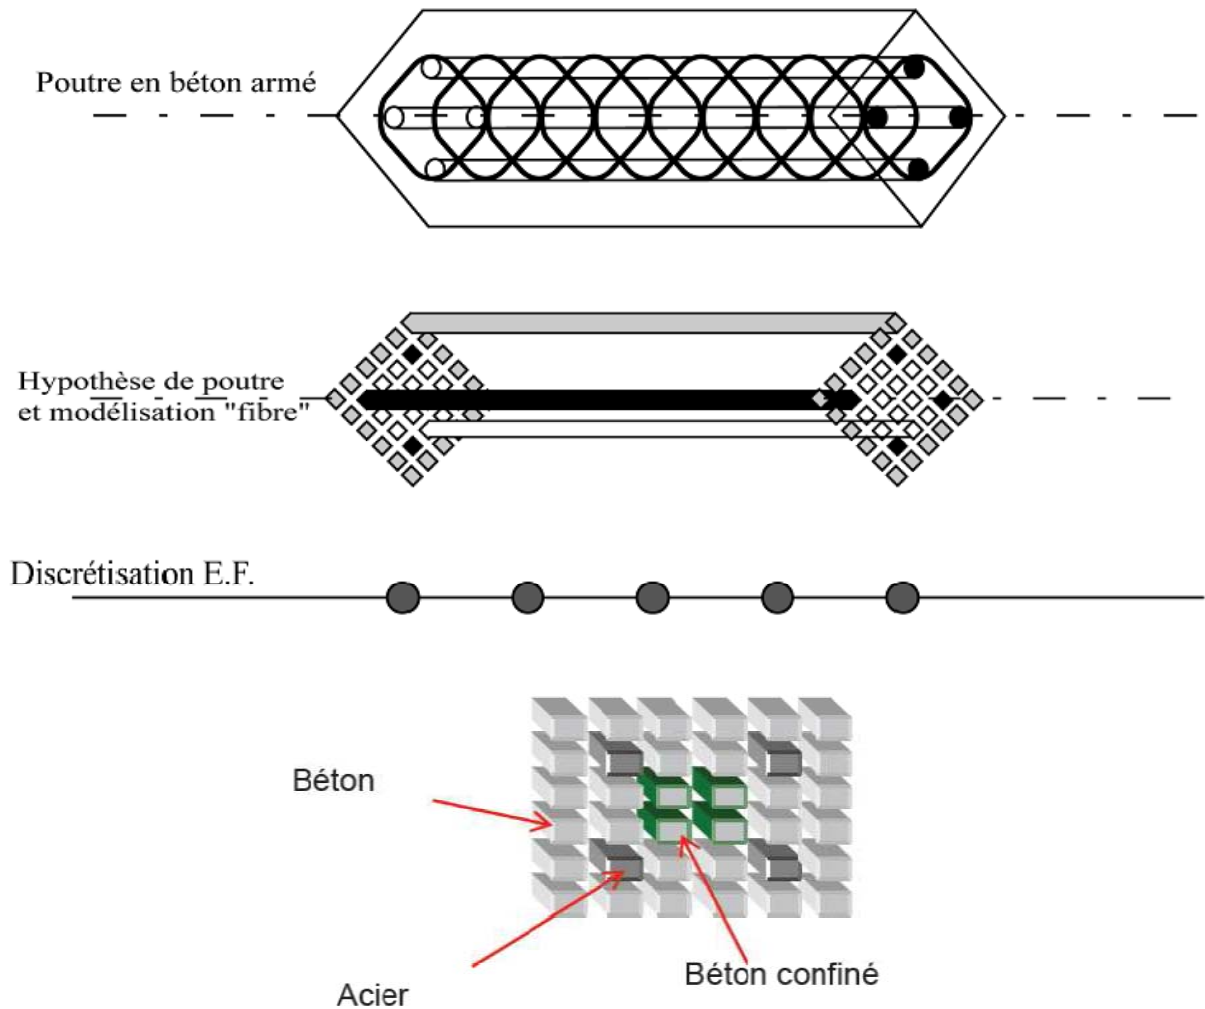 Poutre en béton armé
Hypothèse de poutre
et modélisation "fibre"
Discrétisation E.F.
Béton
Béton confiné
Acier